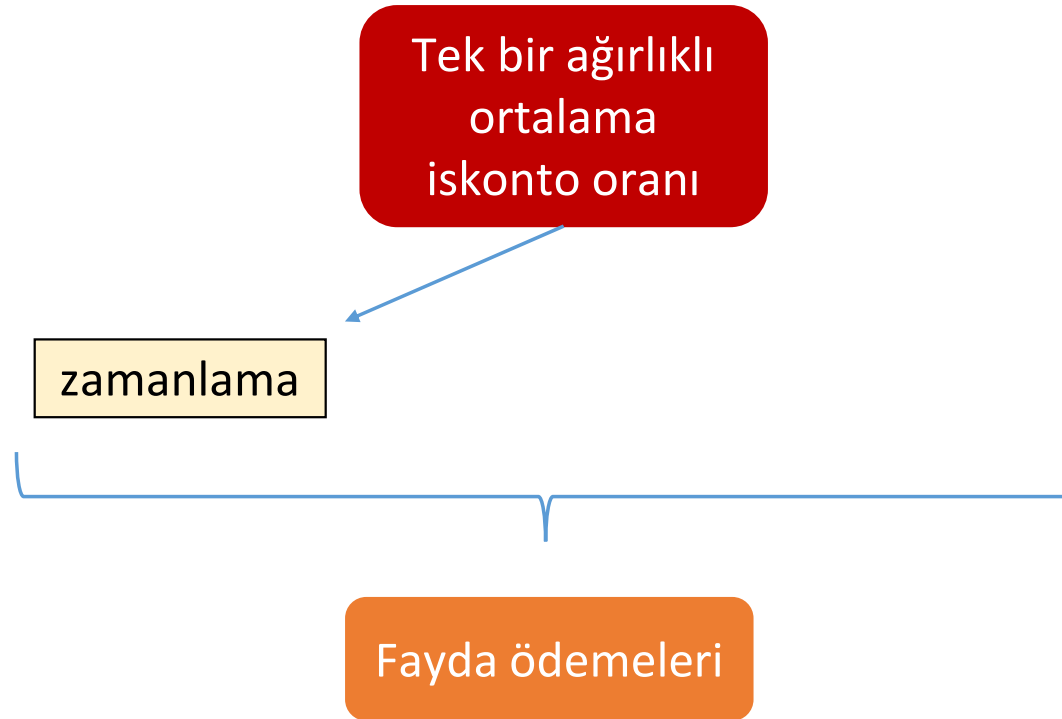 Tek bir ağırlıklı
ortalama
iskonto oranı
zamanlama
Fayda ödemeleri